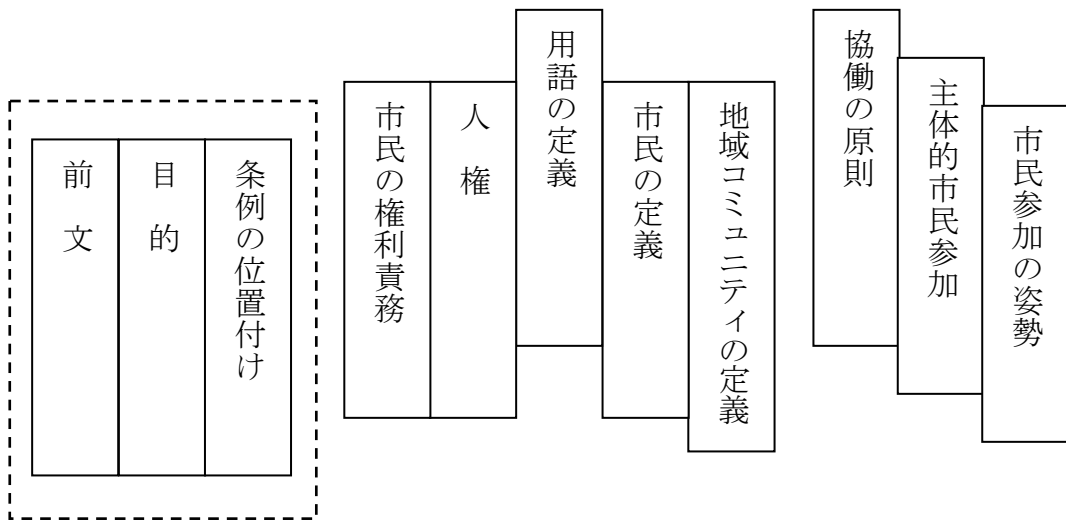 前文
目的
条例の位置付け
市民の権利責務
人権
用語の定義
市民の定義
地域コミュニティの定義
協働の原則
主体的市民参加
市民参加の姿勢